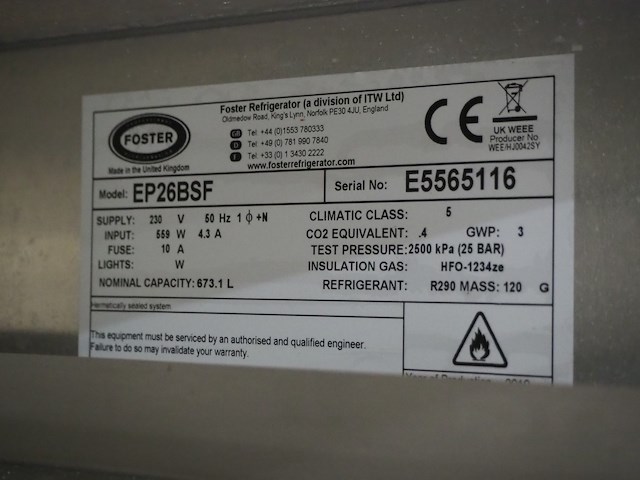 Foster Refrigerator (a division of ITW Ltd)
Oldmedow Road, King's Lynn, Norfolk PE30 4JU, England
FOSTER
Made in the United Kingdom
GB Tel. +44 (0)1553 780333
D Tel. +49 (0) 781 990 7840
F Tel. +33 (0) 1 3430 2222
www.fosterrefrigerator.com
CE
UK WEEE
Producer No
WEE/HJ0042SY
Model: EP26BSF
Serial No: E5565116
SUPPLY: 230 V 50 Hz 1 ϕ +N
INPUT: 559 W 4.3 A
FUSE: 10 A
LIGHTS: W
NOMINAL CAPACITY: 673.1 L
CLIMATIC CLASS: 5
CO2 EQUIVALENT: .4 GWP: 3
TEST PRESSURE: 2500 kPa (25 BAR)
INSULATION GAS: HFO-1234ze
REFRIGERANT: R290 MASS: 120 G
Hermatically sealed system
This equipment must be serviced by an authorised and qualified engineer.
Failure to do so may invalidate your warranty.
of Production